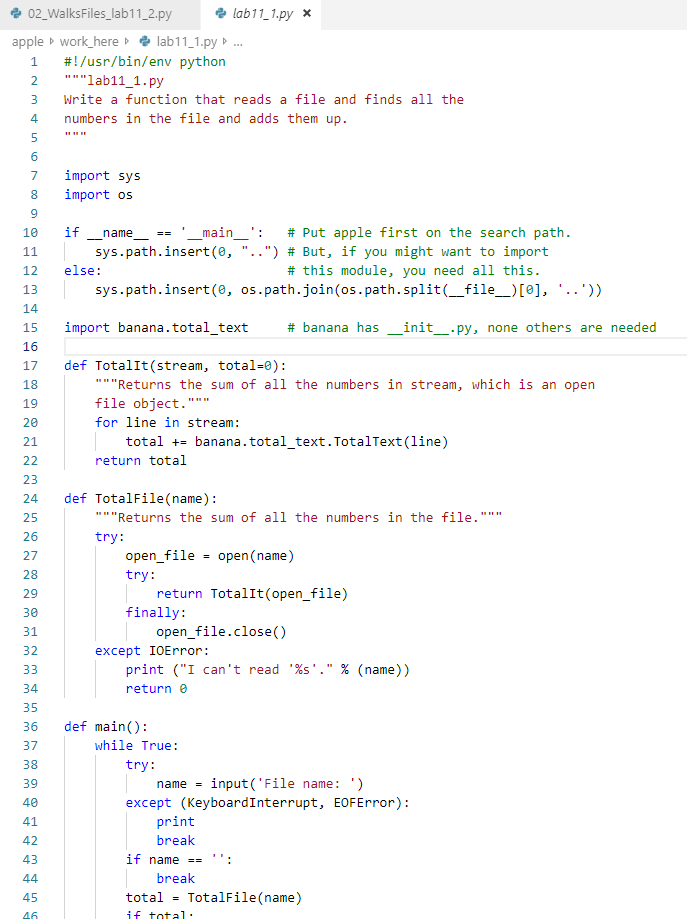 02_WalksFiles_lab11_2.py lab11_1.py ×
apple > work_here > lab11_1.py > ...
1 #!/usr/bin/env python
2 """lab11_1.py
3 Write a function that reads a file and finds all the
4 numbers in the file and adds them up.
5 """
6
7 import sys
8 import os
9
10 if __name__ == '__main__':   # Put apple first on the search path.
11     sys.path.insert(0, "..") # But, if you might want to import
12 else:                        # this module, you need all this.
13     sys.path.insert(0, os.path.join(os.path.split(__file__)[0], '..'))
14
15 import banana.total_text     # banana has __init__.py, none others are needed
16
17 def TotalIt(stream, total=0):
18     """Returns the sum of all the numbers in stream, which is an open
19     file object."""
20     for line in stream:
21         total += banana.total_text.TotalText(line)
22     return total
23
24 def TotalFile(name):
25     """Returns the sum of all the numbers in the file."""
26     try:
27         open_file = open(name)
28         try:
29             return TotalIt(open_file)
30         finally:
31             open_file.close()
32     except IOError:
33         print ("I can't read '%s'." % (name))
34         return 0
35
36 def main():
37     while True:
38         try:
39             name = input('File name: ')
40         except (KeyboardInterrupt, EOFError):
41             print
42             break
43         if name == '':
44             break
45         total = TotalFile(name)
46         if total: